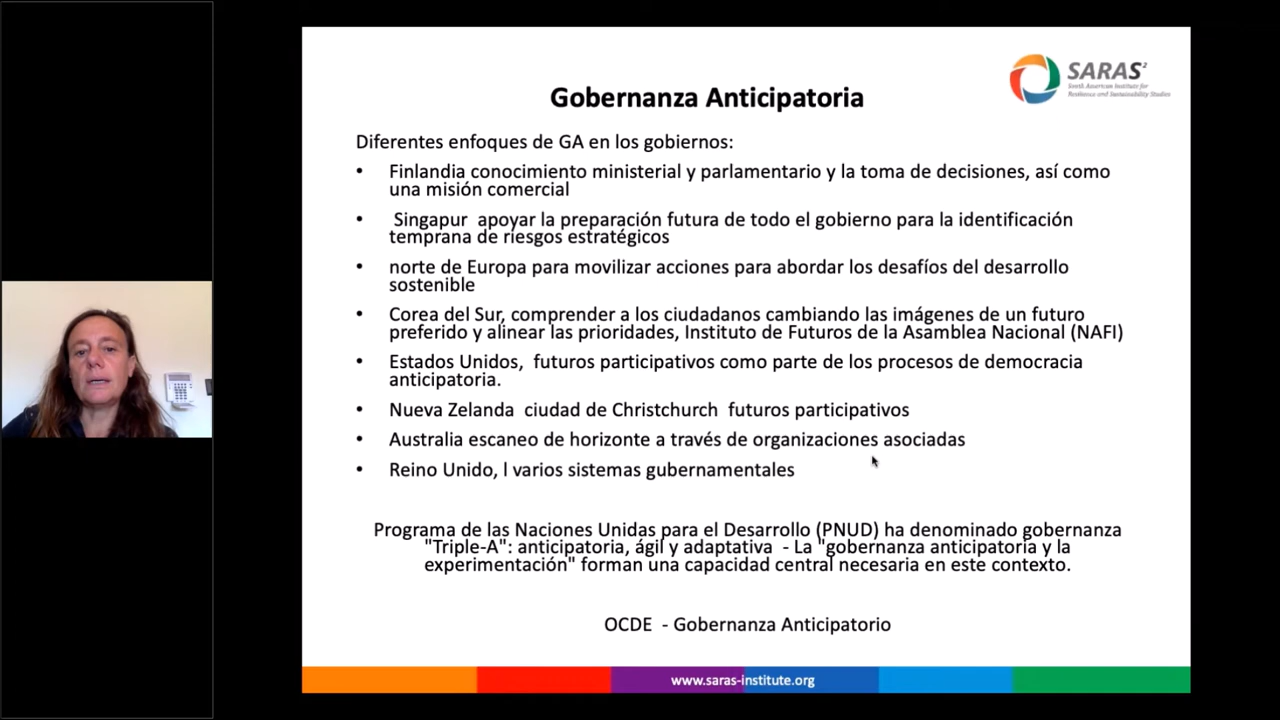 SARAS²
South American Institute for
Resilience and Sustainability Studies
Gobernanza Anticipatoria
Diferentes enfoques de GA en los gobiernos:
• Finlandia conocimiento ministerial y parlamentario y la toma de decisiones, así como
una misión comercial
• Singapur apoyar la preparación futura de todo el gobierno para la identificación
temprana de riesgos estratégicos
• norte de Europa para movilizar acciones para abordar los desafíos del desarrollo
sostenible
• Corea del Sur, comprender a los ciudadanos cambiando las imágenes de un futuro
preferido y alinear las prioridades, Instituto de Futuros de la Asamblea Nacional (NAFI)
• Estados Unidos, futuros participativos como parte de los procesos de democracia
anticipatoria.
• Nueva Zelanda ciudad de Christchurch futuros participativos
• Australia escaneo de horizonte a través de organizaciones asociadas
• Reino Unido, l varios sistemas gubernamentales
Programa de las Naciones Unidas para el Desarrollo (PNUD) ha denominado gobernanza
"Triple-A": anticipatoria, ágil y adaptativa - La "gobernanza anticipatoria y la
experimentación" forman una capacidad central necesaria en este contexto.
OCDE - Gobernanza Anticipatorio
www.saras-institute.org